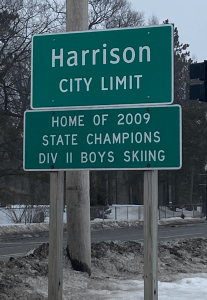 Harrison
CITY LIMIT
HOME OF 2009
STATE CHAMPIONS
DIV II BOYS SKIING